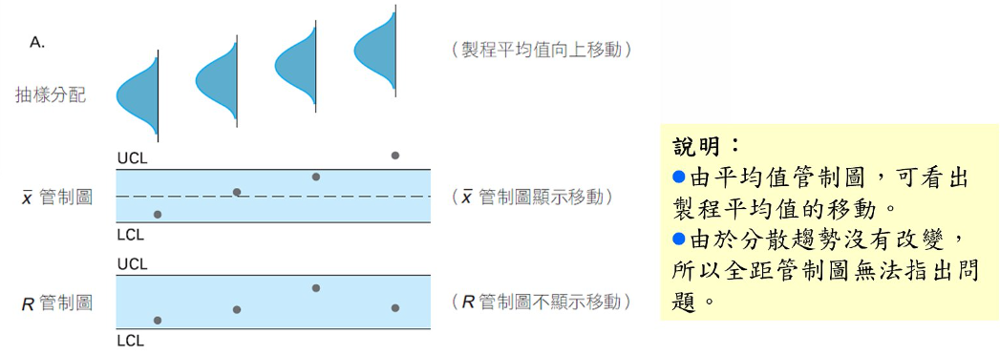 A.
抽樣分配
（製程平均值向上移動）
UCL
x̄ 管制圖
（x̄ 管制圖顯示移動）
LCL
UCL
R 管制圖
（R 管制圖不顯示移動）
LCL
說明：
●由平均值管制圖，可看出
製程平均值的移動。
●由於分散趨勢沒有改變，
所以全距管制圖無法指出問
題。